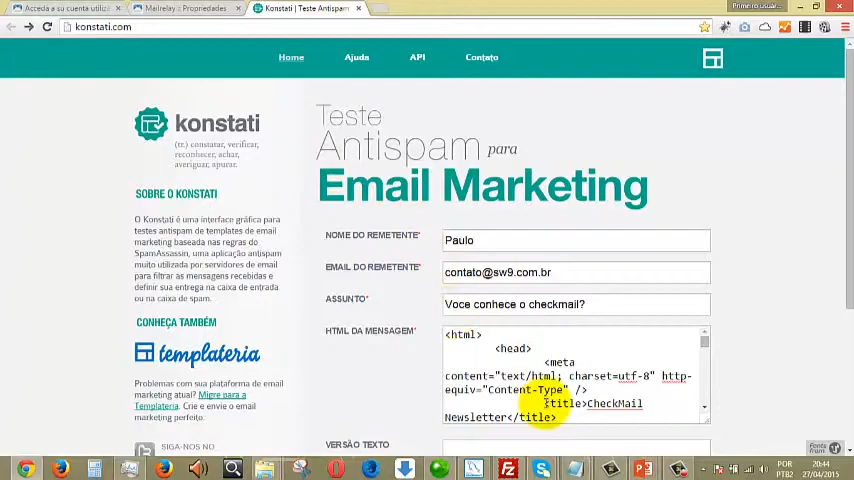 Acceda a su cuenta utiliz
Mailrelay :: Propriedades
Konstati | Teste Antispam
Primeiro usuár...
konstati.com
Home
Ajuda
API
Contato
konstati
(tr.) constatar, verificar,
reconhecer, achar,
averiguar, apurar.
SOBRE O KONSTATI
O Konstati é uma interface gráfica para
testes antispam de templates de email
marketing baseada nas regras do
SpamAssassin, uma aplicação antispam
muito utilizada por servidores de email
para filtrar as mensagens recebidas e
definir sua entrega na caixa de entrada
ou na caixa de spam.
CONHEÇA TAMBÉM
templateria
Problemas com sua plataforma de email
marketing atual? Migre para a
Templateria. Crie e envie o email
marketing perfeito.
SIGA-NOS NO
Teste
Antispam para
Email Marketing
NOME DO REMETENTE*
Paulo
EMAIL DO REMETENTE*
contato@sw9.com.br
ASSUNTO*
Voce conhece o checkmail?
HTML DA MENSAGEM*
<html>
<head>
<meta
content="text/html; charset=utf-8" http-
equiv="Content-Type" />
<title>CheckMail
Newsletter</title>
VERSÃO TEXTO
Fonts
from
POR
PTB2
20:44
27/04/2015